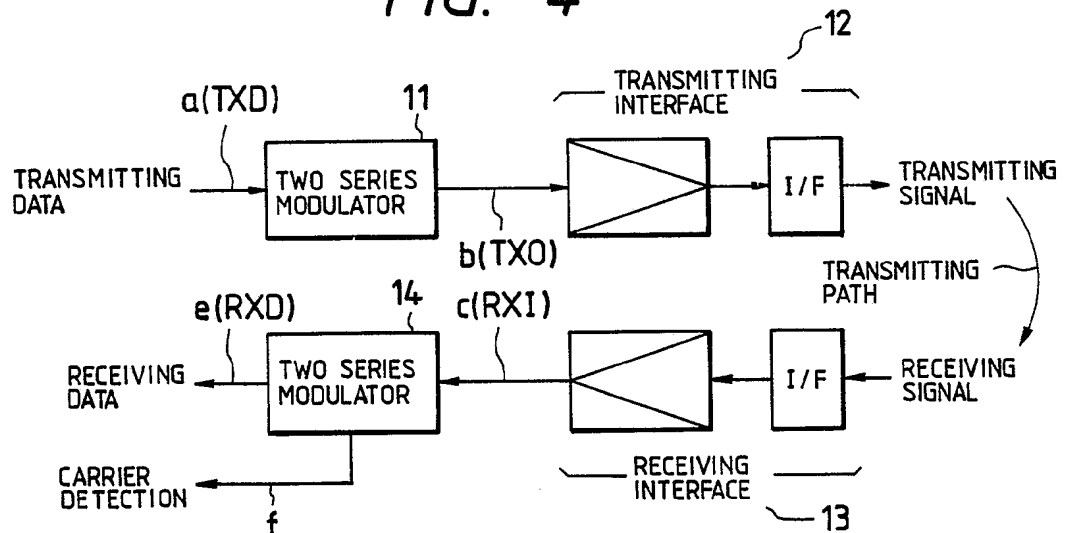 FIG. 4
12
TRANSMITTING
INTERFACE
a(TXD)
11
TRANSMITTING
DATA
TWO SERIES
MODULATOR
I/F
TRANSMITTING
SIGNAL
b(TXO)
TRANSMITTING
PATH
e(RXD)
14
c(RXI)
RECEIVING
DATA
TWO SERIES
MODULATOR
I/F
RECEIVING
SIGNAL
CARRIER
DETECTION
f
RECEIVING
INTERFACE
13